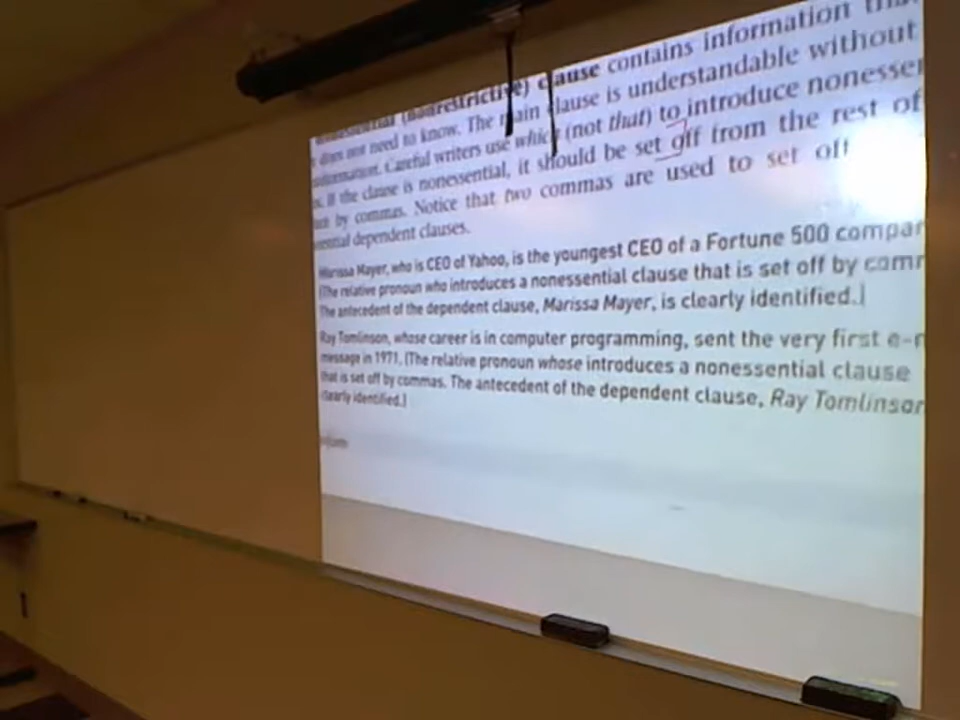 (nonrestrictive) clause contains information
does not need to know. The main clause is understandable without
information. Careful writers use which (not that) to introduce
If the clause is nonessential, it should be set off from the rest of
by commas. Notice that two commas are used to set off
dependent clauses.
Marissa Mayer, who is CEO of Yahoo, is the youngest CEO of a Fortune 500 compan
(The relative pronoun who introduces a nonessential clause that is set off by comm
The antecedent of the dependent clause, Marissa Mayer, is clearly identified.)
Ray Tomlinson, whose career is in computer programming, sent the very first e-m
message in 1971. (The relative pronoun whose introduces a nonessential clause
that is set off by commas. The antecedent of the dependent clause, Ray Tomlinson
clearly identified.)